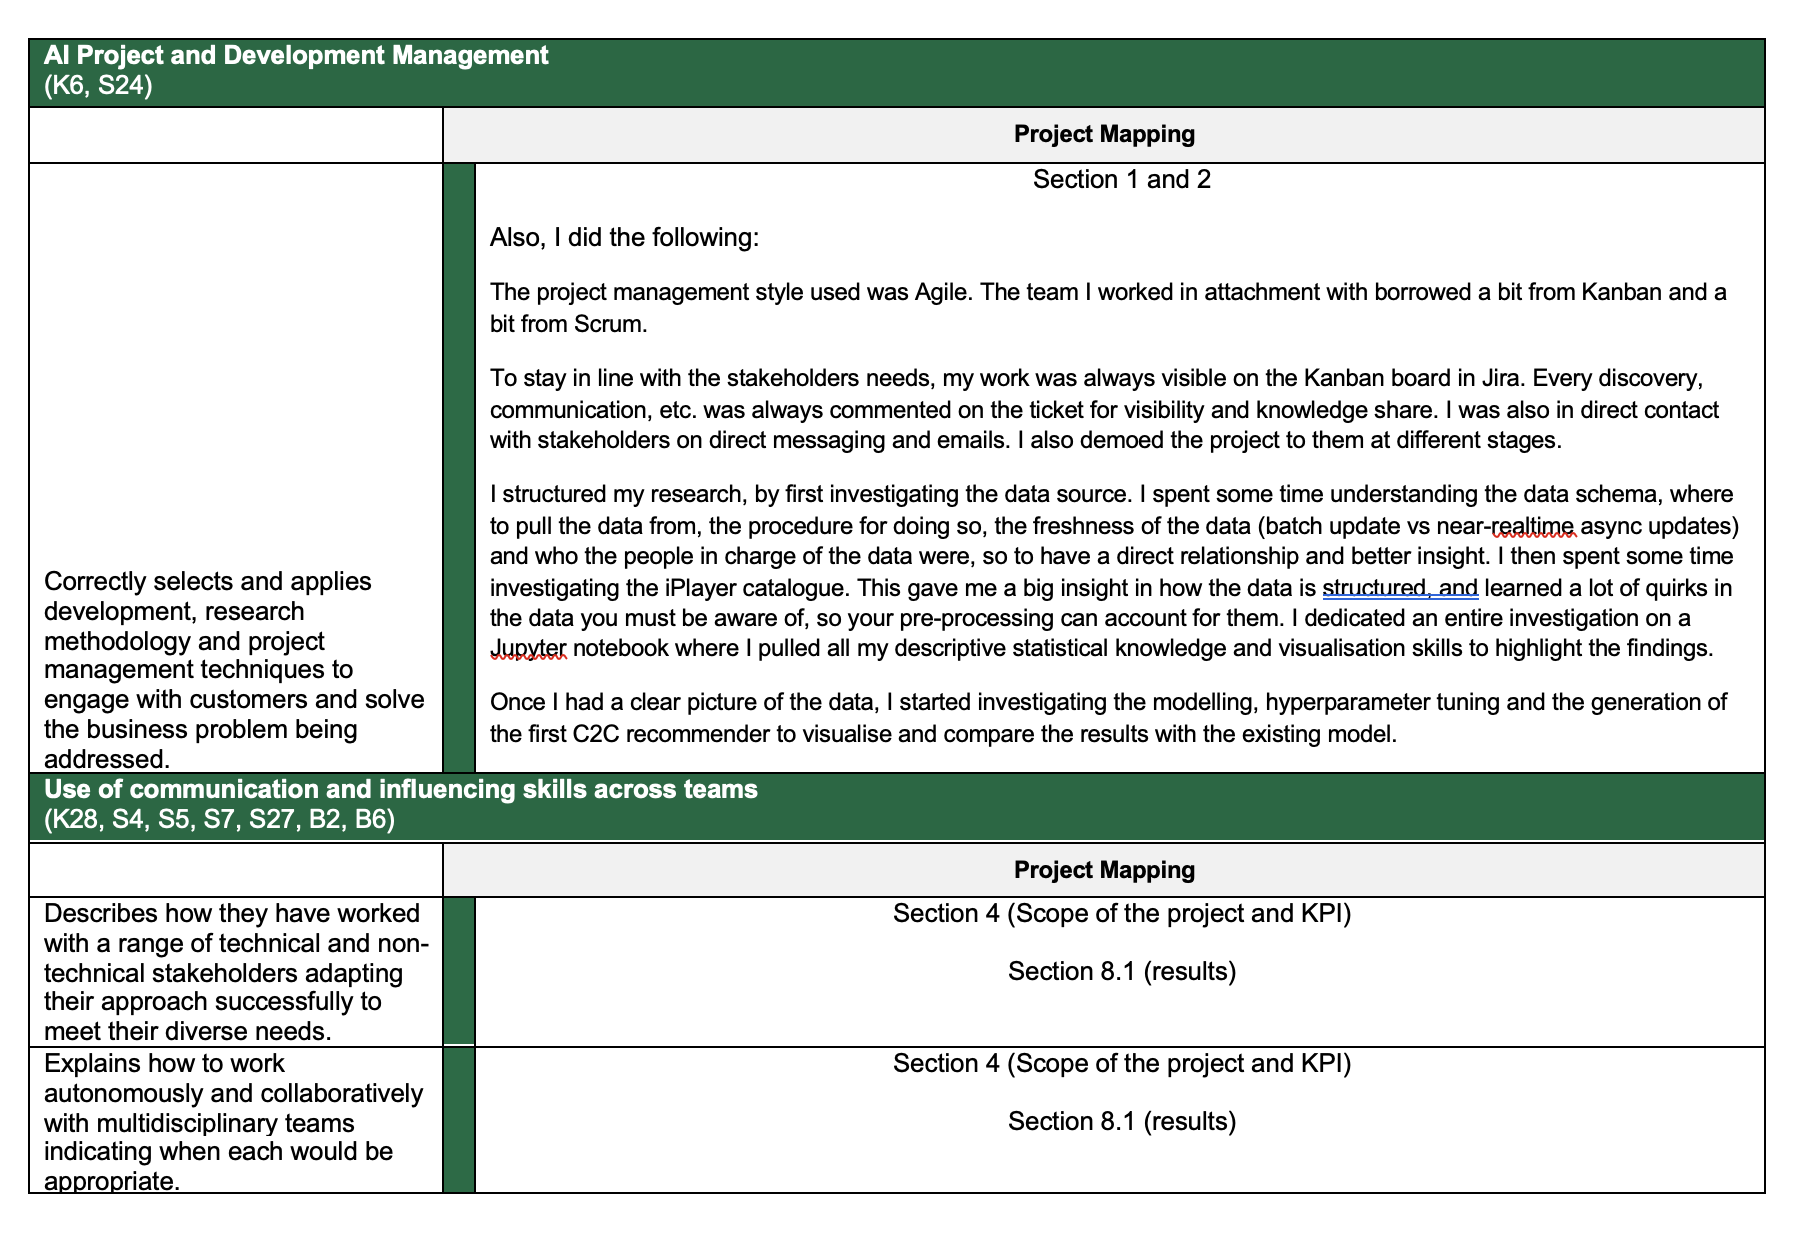 AI Project and Development Management
(K6, S24)
Project Mapping
Correctly selects and applies
development, research
methodology and project
management techniques to
engage with customers and solve
the business problem being
addressed.
Section 1 and 2
Also, I did the following:
The project management style used was Agile. The team I worked in attachment with borrowed a bit from Kanban and a
bit from Scrum.
To stay in line with the stakeholders needs, my work was always visible on the Kanban board in Jira. Every discovery,
communication, etc. was always commented on the ticket for visibility and knowledge share. I was also in direct contact
with stakeholders on direct messaging and emails. I also demoed the project to them at different stages.
I structured my research, by first investigating the data source. I spent some time understanding the data schema, where
to pull the data from, the procedure for doing so, the freshness of the data (batch update vs near-realtime async updates)
and who the people in charge of the data were, so to have a direct relationship and better insight. I then spent some time
investigating the iPlayer catalogue. This gave me a big insight in how the data is structured, and learned a lot of quirks in
the data you must be aware of, so your pre-processing can account for them. I dedicated an entire investigation on a
Jupyter notebook where I pulled all my descriptive statistical knowledge and visualisation skills to highlight the findings.
Once I had a clear picture of the data, I started investigating the modelling, hyperparameter tuning and the generation of
the first C2C recommender to visualise and compare the results with the existing model.
Use of communication and influencing skills across teams
(K28, S4, S5, S7, S27, B2, B6)
Project Mapping
Describes how they have worked
with a range of technical and non-
technical stakeholders adapting
their approach successfully to
meet their diverse needs.
Section 4 (Scope of the project and KPI)
Section 8.1 (results)
Explains how to work
autonomously and collaboratively
with multidisciplinary teams
indicating when each would be
appropriate.
Section 4 (Scope of the project and KPI)
Section 8.1 (results)